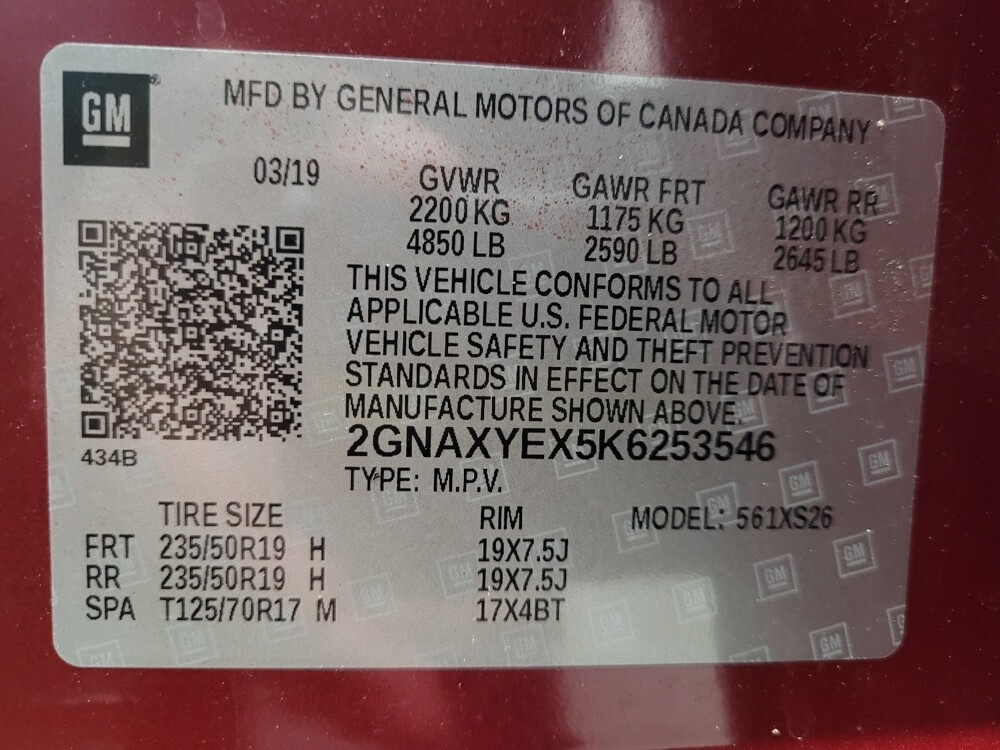 GM
MFD BY GENERAL MOTORS OF CANADA COMPANY
03/19
GVWR GAWR FRT GAWR RR
2200 KG 1175 KG 1200 KG
4850 LB 2590 LB 2645 LB
THIS VEHICLE CONFORMS TO ALL
APPLICABLE U.S. FEDERAL MOTOR
VEHICLE SAFETY AND THEFT PREVENTION
STANDARDS IN EFFECT ON THE DATE OF
MANUFACTURE SHOWN ABOVE.
2GNAXYEX5K6253546
434B
TYPE: M.P.V.
TIRE SIZE RIM MODEL: 561XS26
FRT 235/50R19 H 19X7.5J
RR 235/50R19 H 19X7.5J
SPA T125/70R17 M 17X4BT